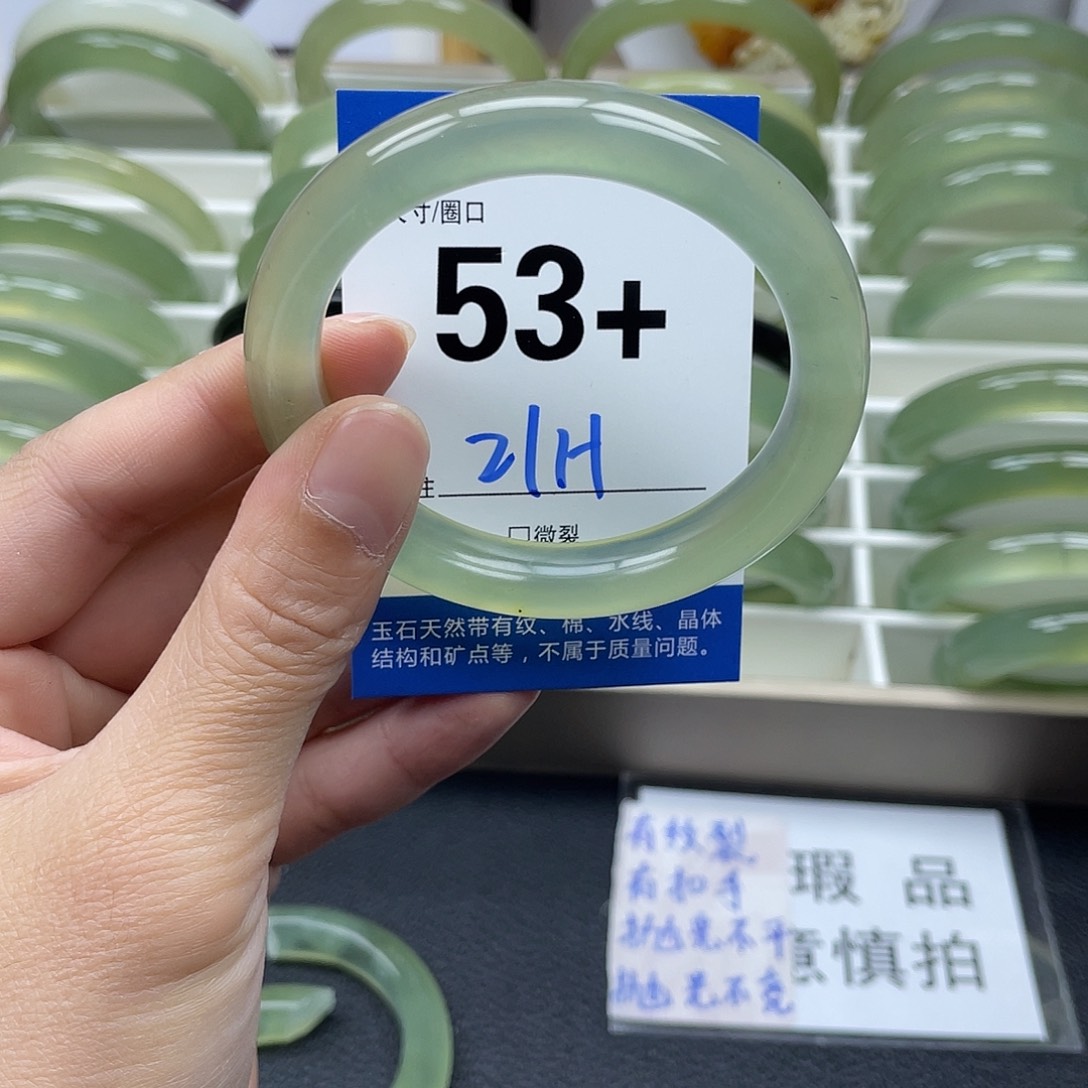 寸/圈口
53+
21H
注
□微裂
玉石天然带有纹、棉、水线、晶体
结构和矿点等，不属于质量问题。
有纹裂
有扣手
抛光不平
抛光不亮
瑕 品
意慎拍